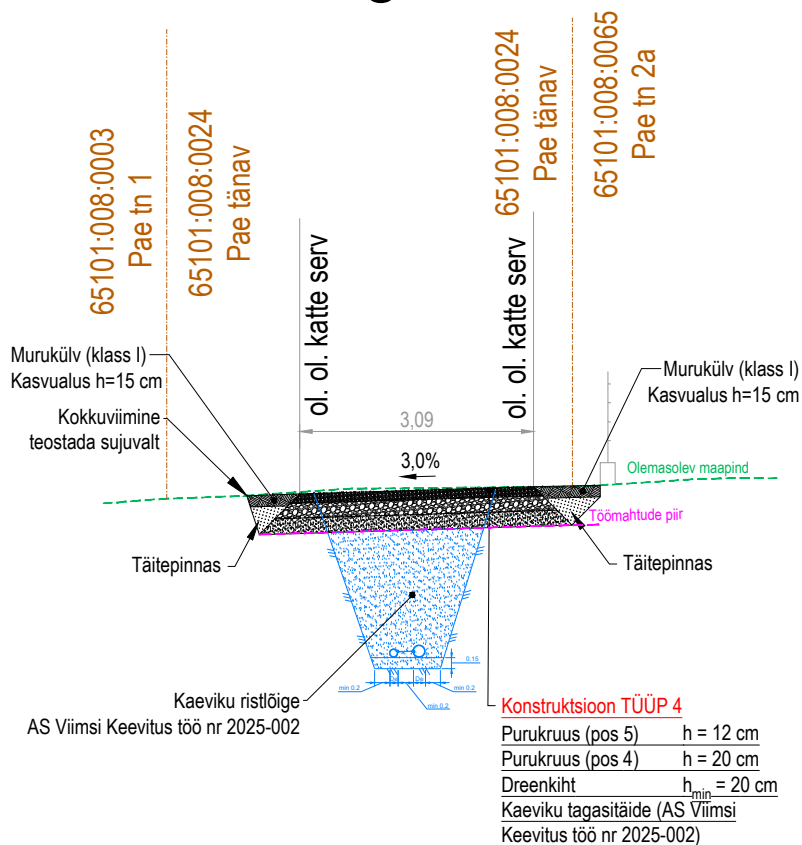 65101:008:0003
Pae tn 1
65101:008:0024
Pae tänav
65101:008:0024
Pae tänav
65101:008:0065
Pae tn 2a
ol. ol. katte serv
ol. ol. katte serv
Murukülv (klass I)
Kasvualus h=15 cm
Kokkuviimine
teostada sujuvalt
Murukülv (klass I)
Kasvualus h=15 cm
3,09
3,0%
Olemasolev maapind
Töömahtude piir
Täitepinnas
Täitepinnas
0.15
min 0.2
De
De
min 0.2
min 0.2
Kaeviku ristlõige
AS Viimsi Keevitus töö nr 2025-002
Konstruktsioon TÜÜP 4
Purukruus (pos 5) h = 12 cm
Purukruus (pos 4) h = 20 cm
Dreenkiht hmin = 20 cm
Kaeviku tagasitäide (AS Viimsi
Keevitus töö nr 2025-002)